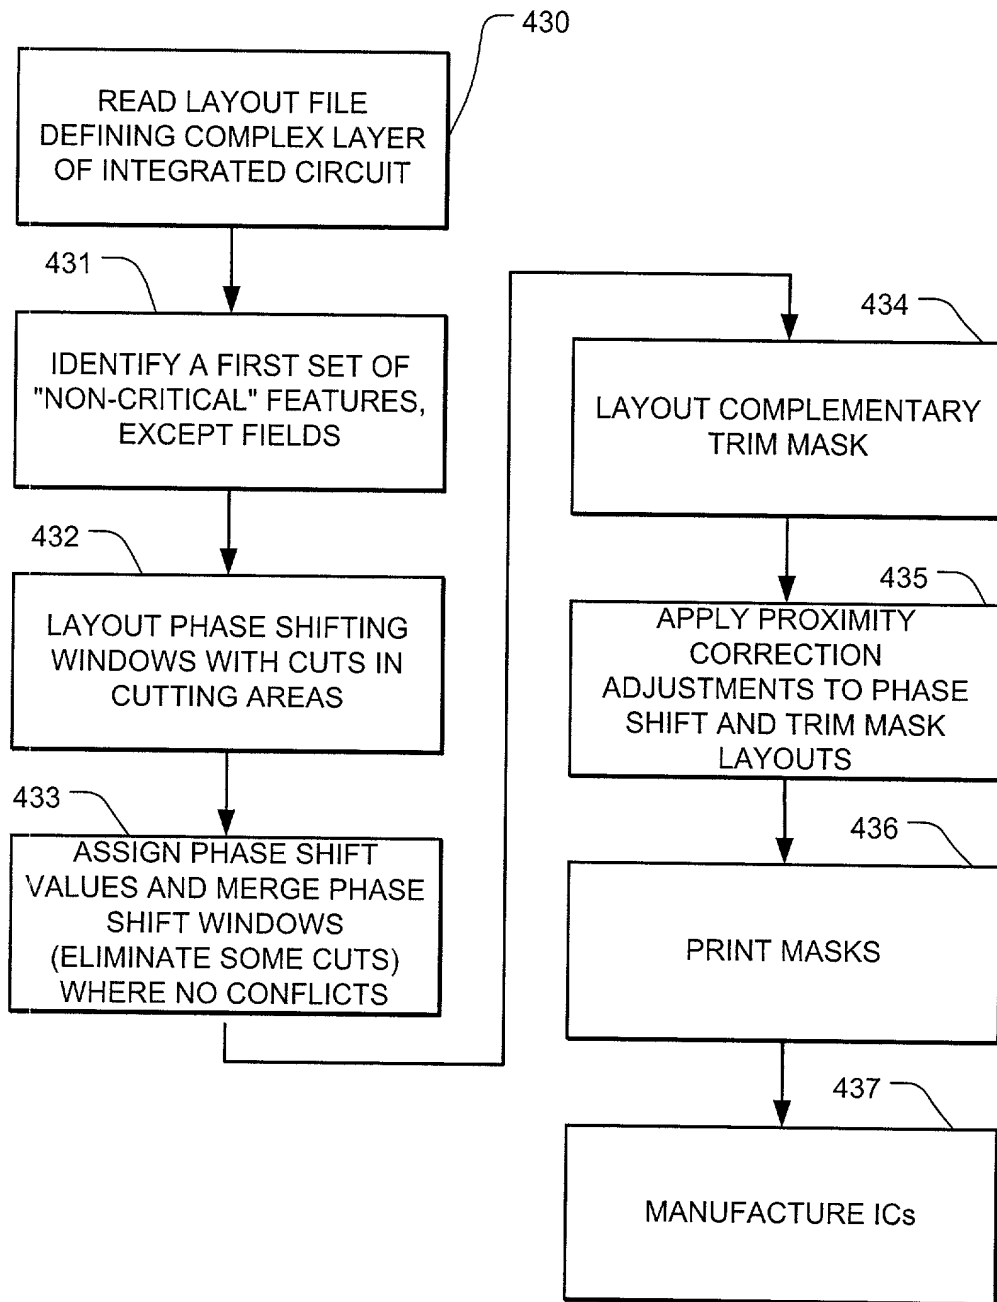 430
READ LAYOUT FILE
DEFINING COMPLEX LAYER
OF INTEGRATED CIRCUIT
431
IDENTIFY A FIRST SET OF
"NON-CRITICAL" FEATURES,
EXCEPT FIELDS
432
LAYOUT PHASE SHIFTING
WINDOWS WITH CUTS IN
CUTTING AREAS
433
ASSIGN PHASE SHIFT
VALUES AND MERGE PHASE
SHIFT WINDOWS
(ELIMINATE SOME CUTS)
WHERE NO CONFLICTS
434
LAYOUT COMPLEMENTARY
TRIM MASK
435
APPLY PROXIMITY
CORRECTION
ADJUSTMENTS TO PHASE
SHIFT AND TRIM MASK
LAYOUTS
436
PRINT MASKS
437
MANUFACTURE ICs